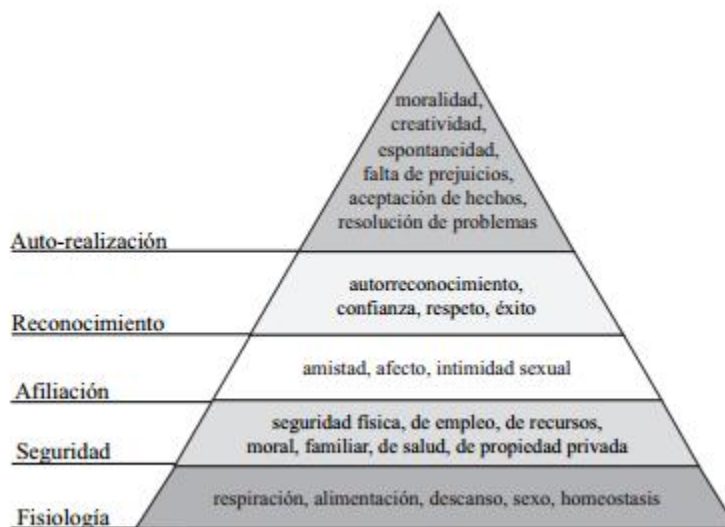 moralidad,
creatividad,
espontaneidad,
falta de prejuicios,
aceptación de hechos,
resolución de problemas
Auto-realización
autorreconocimiento,
confianza, respeto, éxito
Reconocimiento
amistad, afecto, intimidad sexual
Afiliación
seguridad física, de empleo, de recursos,
moral, familiar, de salud, de propiedad privada
Seguridad
respiración, alimentación, descanso, sexo, homeostasis
Fisiología